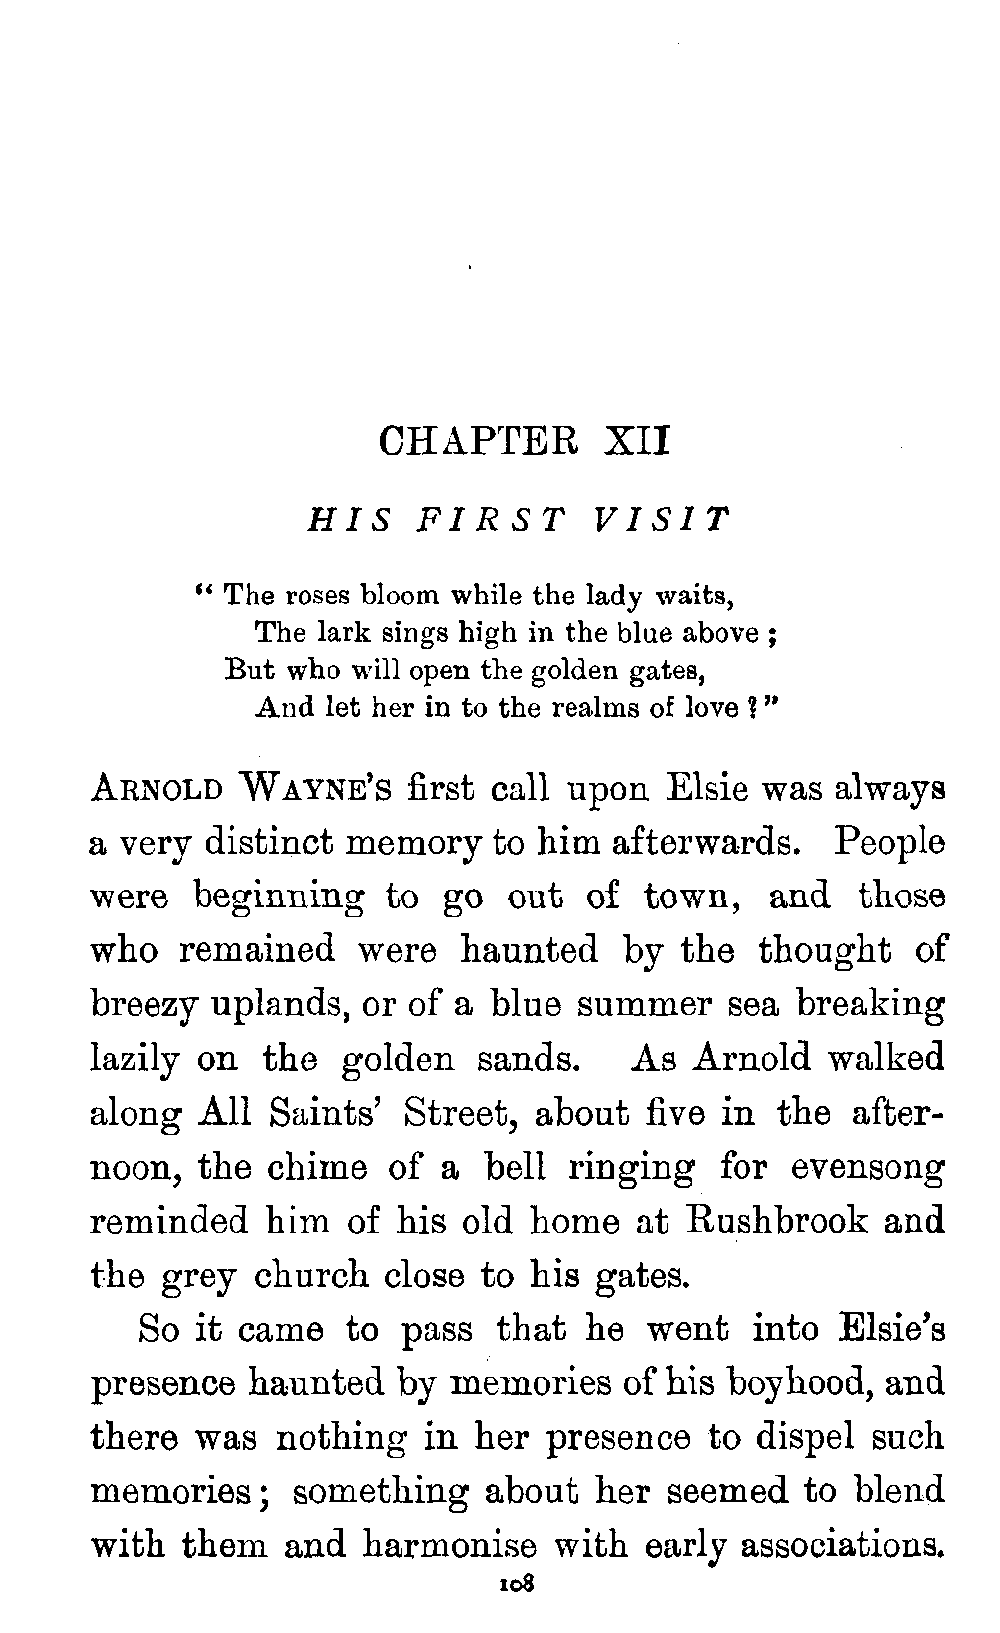 CHAPTER XII
HIS FIRST VISIT
“ The roses bloom while the lady waits,
The lark sings high in the blue above ;
But who will open the golden gates,
And let her in to the realms of love ? ”
ARNOLD WAYNE’S first call upon Elsie was always
a very distinct memory to him afterwards. People
were beginning to go out of town, and those
who remained were haunted by the thought of
breezy uplands, or of a blue summer sea breaking
lazily on the golden sands. As Arnold walked
along All Saints’ Street, about five in the after-
noon, the chime of a bell ringing for evensong
reminded him of his old home at Rushbrook and
the grey church close to his gates.
So it came to pass that he went into Elsie’s
presence haunted by memories of his boyhood, and
there was nothing in her presence to dispel such
memories ; something about her seemed to blend
with them and harmonise with early associations.
108